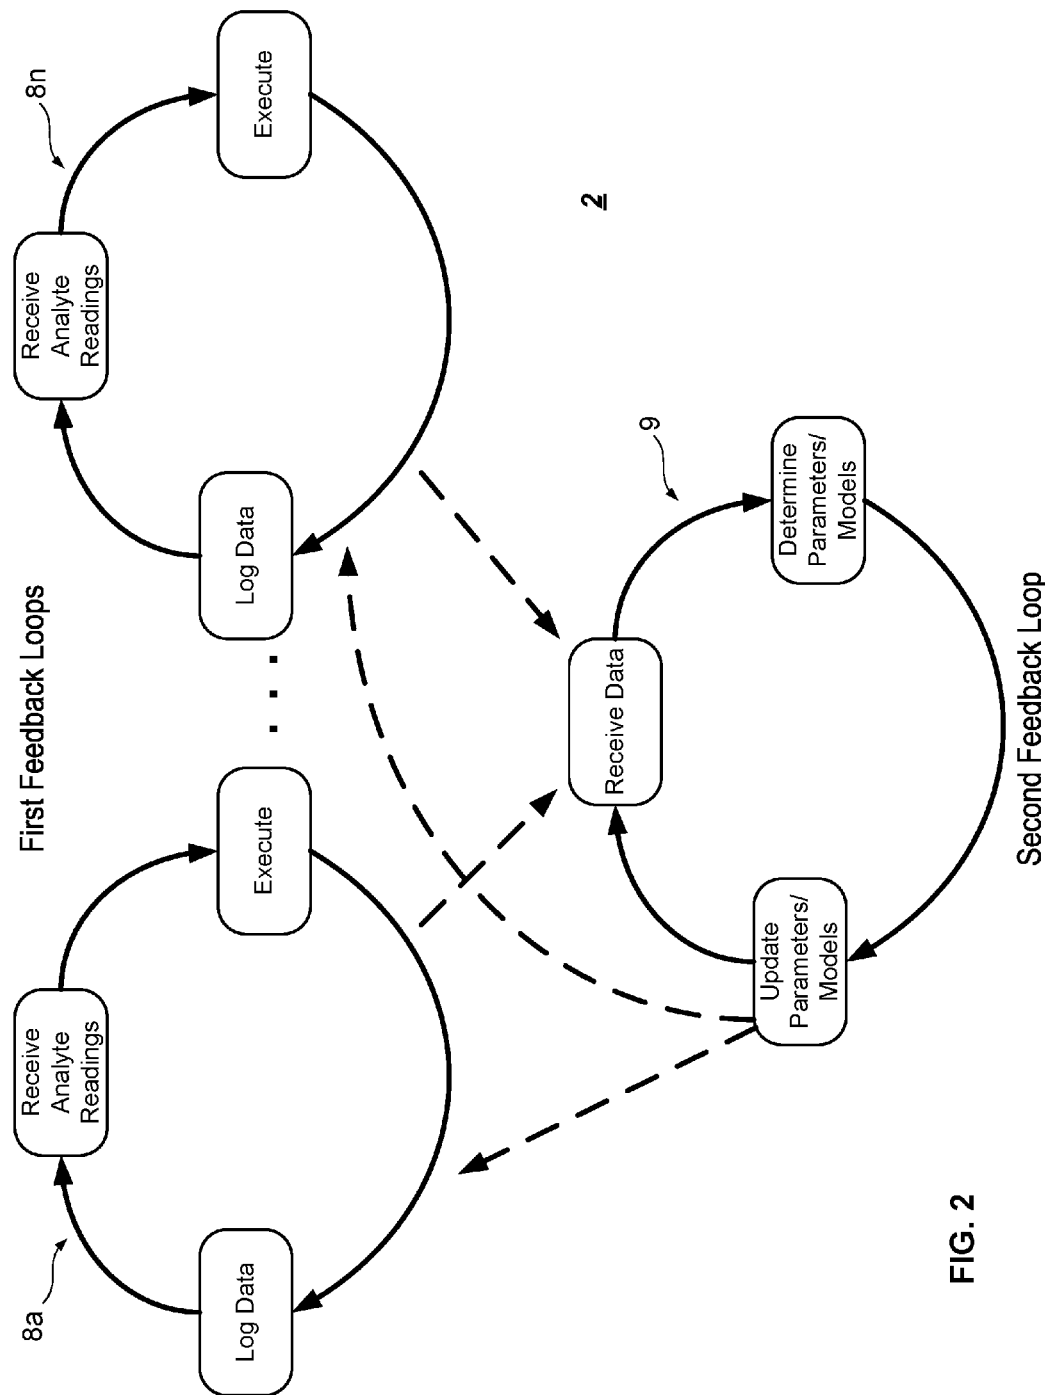 First Feedback Loops
8a
Receive
Analyte
Readings
Execute
Log Data
. . .
8n
Receive
Analyte
Readings
Execute
Log Data
2
9
Receive Data
Determine
Parameters/
Models
Update
Parameters/
Models
Second Feedback Loop
FIG. 2